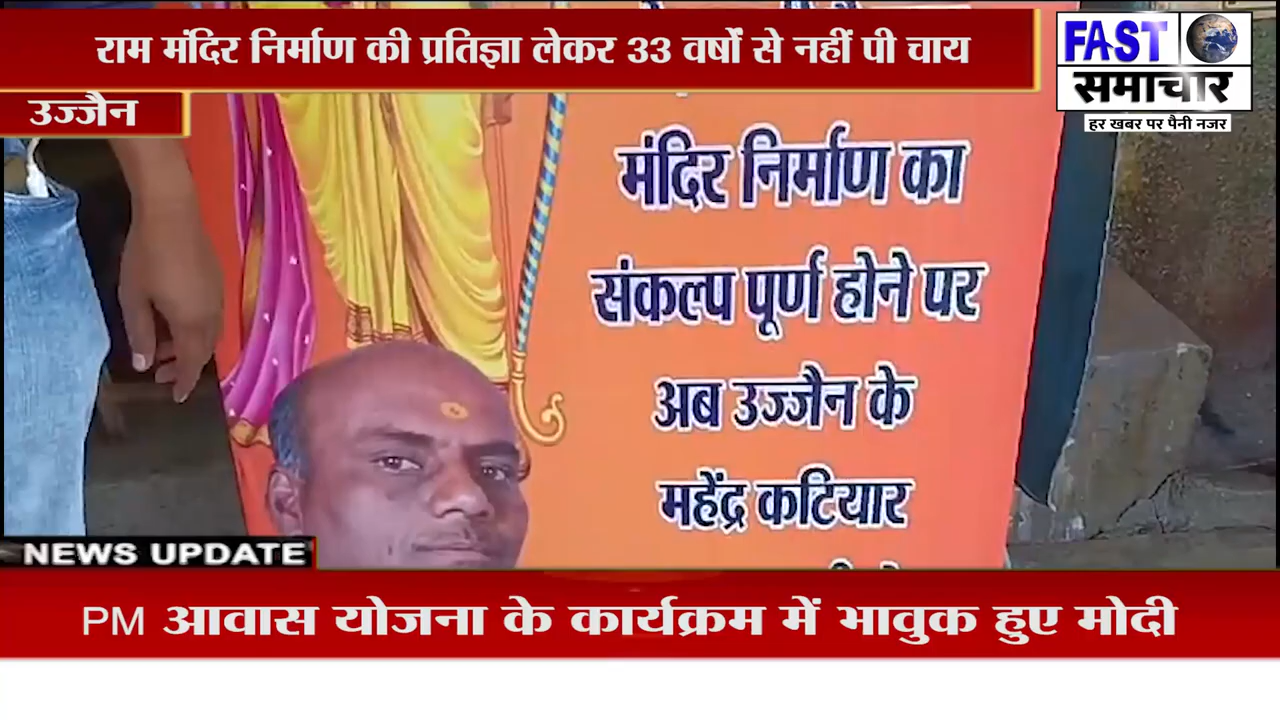 राम मंदिर निर्माण की प्रतिज्ञा लेकर 33 वर्षों से नहीं पी चाय
FAST
समाचार
हर खबर पर पैनी नजर
उज्जैन
मंदिर निर्माण का
संकल्प पूर्ण होने पर
अब उज्जैन के
महेंद्र कटियार
NEWS UPDATE
PM आवास योजना के कार्यक्रम में भावुक हुए मोदी